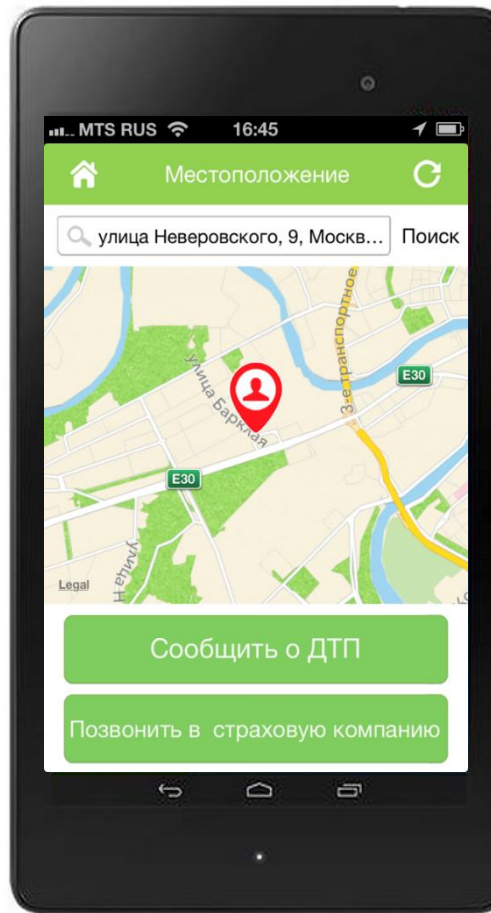 MTS RUS 16:45
Местоположение
улица Неверовского, 9, Москв... Поиск
3-е транспортное
улица Барклая
E30
E30
улица Н
Legal
Сообщить о ДТП
Позвонить в страховую компанию